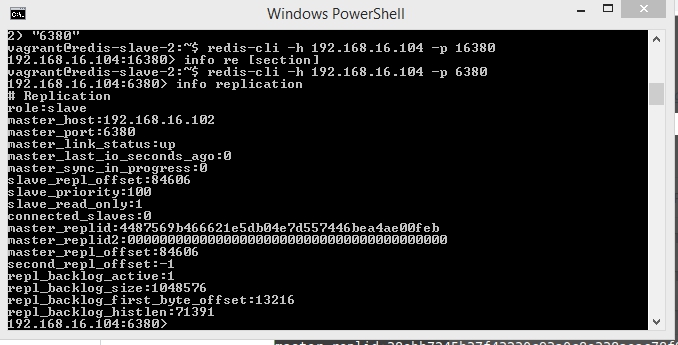 Windows PowerShell
2) "6380"
vagrant@redis-slave-2:~$ redis-cli -h 192.168.16.104 -p 16380
192.168.16.104:16380> info re [section]
vagrant@redis-slave-2:~$ redis-cli -h 192.168.16.104 -p 6380
192.168.16.104:6380> info replication
# Replication
role:slave
master_host:192.168.16.102
master_port:6380
master_link_status:up
master_last_io_seconds_ago:0
master_sync_in_progress:0
slave_repl_offset:84606
slave_priority:100
slave_read_only:1
connected_slaves:0
master_replid:4487569b466621e5db04e7d557446bea4ae00feb
master_replid2:0000000000000000000000000000000000000000
master_repl_offset:84606
second_repl_offset:-1
repl_backlog_active:1
repl_backlog_size:1048576
repl_backlog_first_byte_offset:13216
repl_backlog_histlen:71391
192.168.16.104:6380>